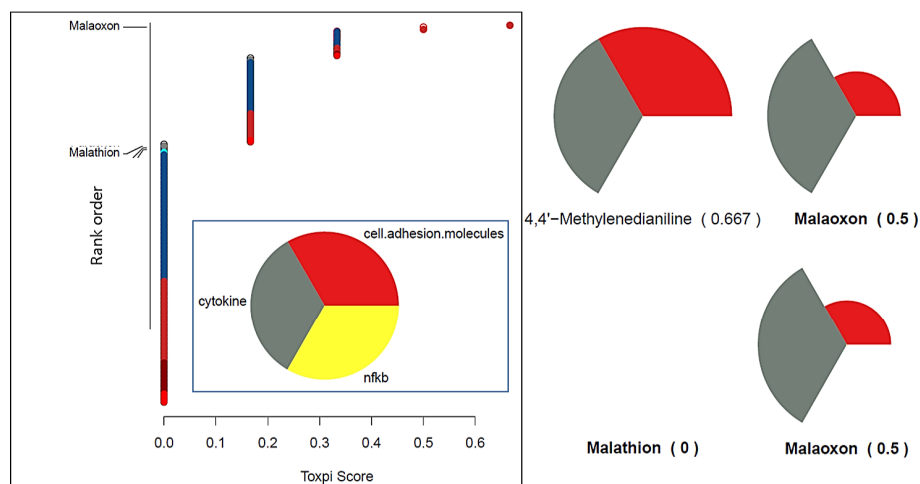 Malaoxon
Malathion
Rank order
cell.adhesion.molecules
cytokine
nfkb
0.0 0.1 0.2 0.3 0.4 0.5 0.6
Toxpi Score
4,4'−Methylenedianiline ( 0.667 )
Malaoxon ( 0.5 )
Malathion ( 0 )
Malaoxon ( 0.5 )